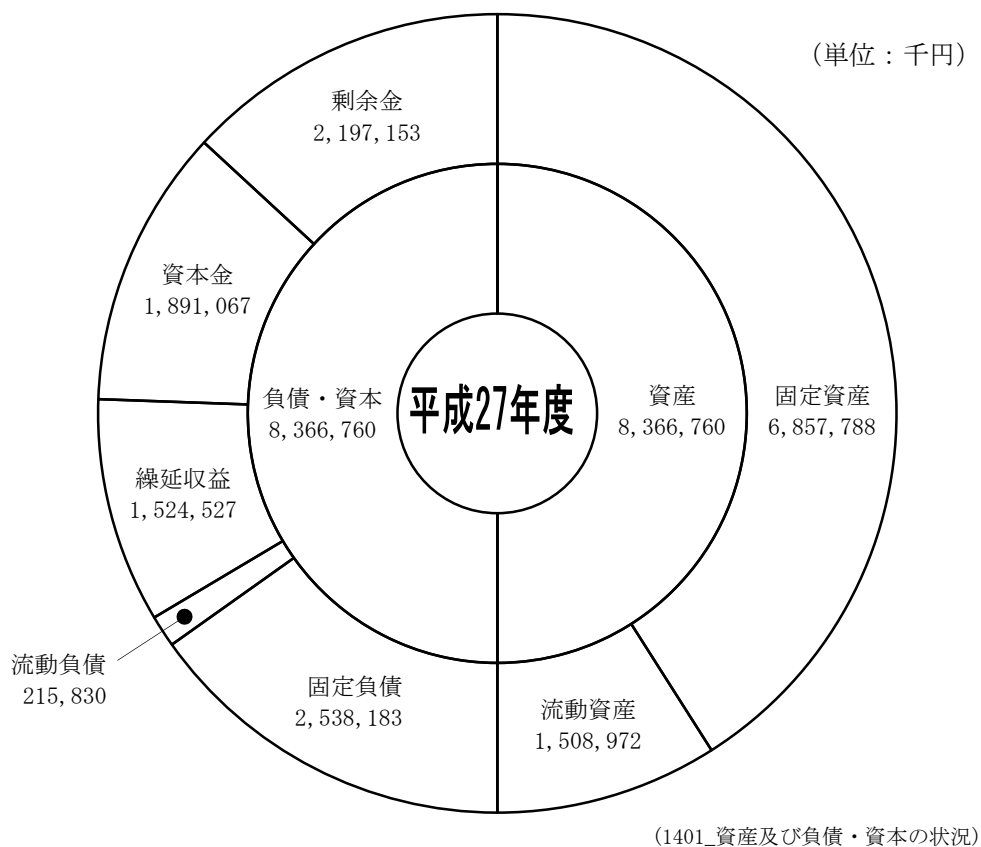 (単位：千円)
剰余金
2,197,153
資本金
1,891,067
負債・資本
8,366,760
平成27年度
資産
8,366,760
固定資産
6,857,788
繰延収益
1,524,527
流動負債
215,830
固定負債
2,538,183
流動資産
1,508,972
(1401_資産及び負債・資本の状況)